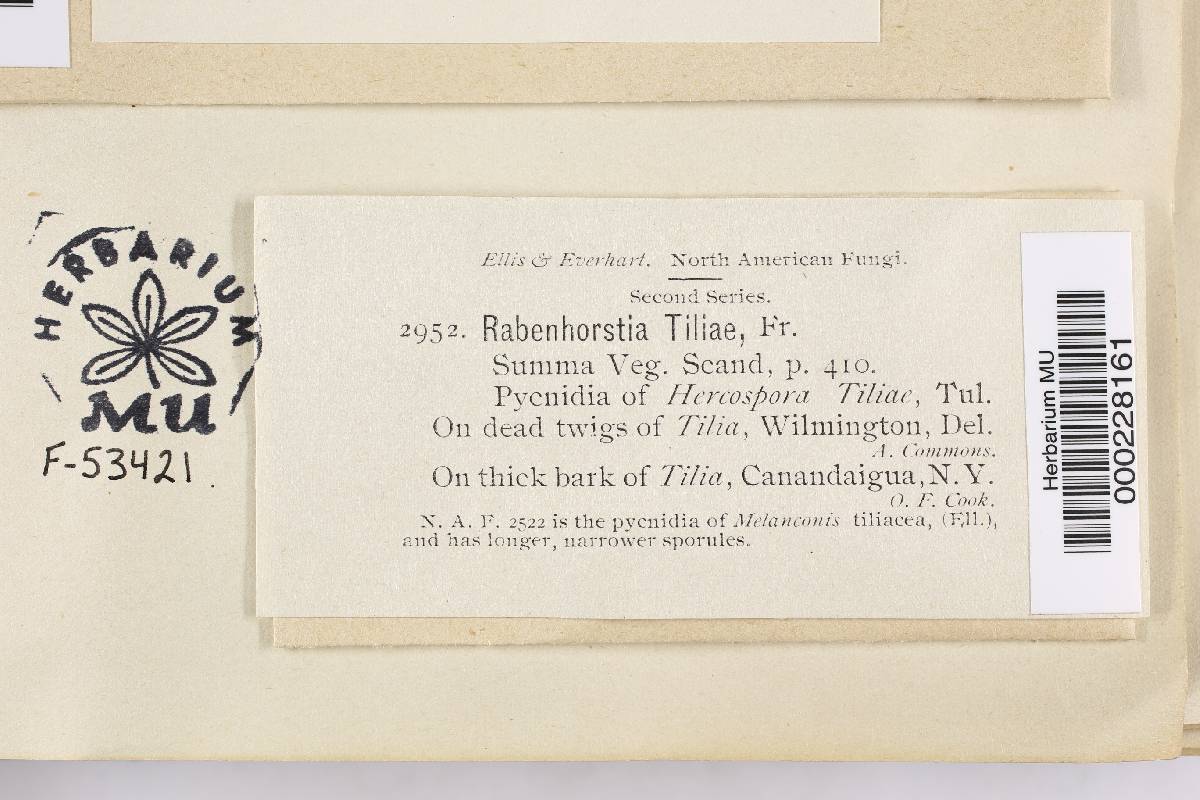 Ellis & Everhart. North American Fungi.
Second Series.
2952. Rabenhorstia Tiliae, Fr.
Summa Veg. Scand, p. 410.
Pycnidia of Hercospora Tiliae, Tul.
On dead twigs of Tilia, Wilmington, Del.
A. Commons.
On thick bark of Tilia, Canandaigua, N. Y.
O. F. Cook.
N. A. F. 2522 is the pycnidia of Melanconis tiliacea, (Ell.),
and has longer, narrower sporules.
HERBARIUM
MU
F-53421
Herbarium MU
000228161